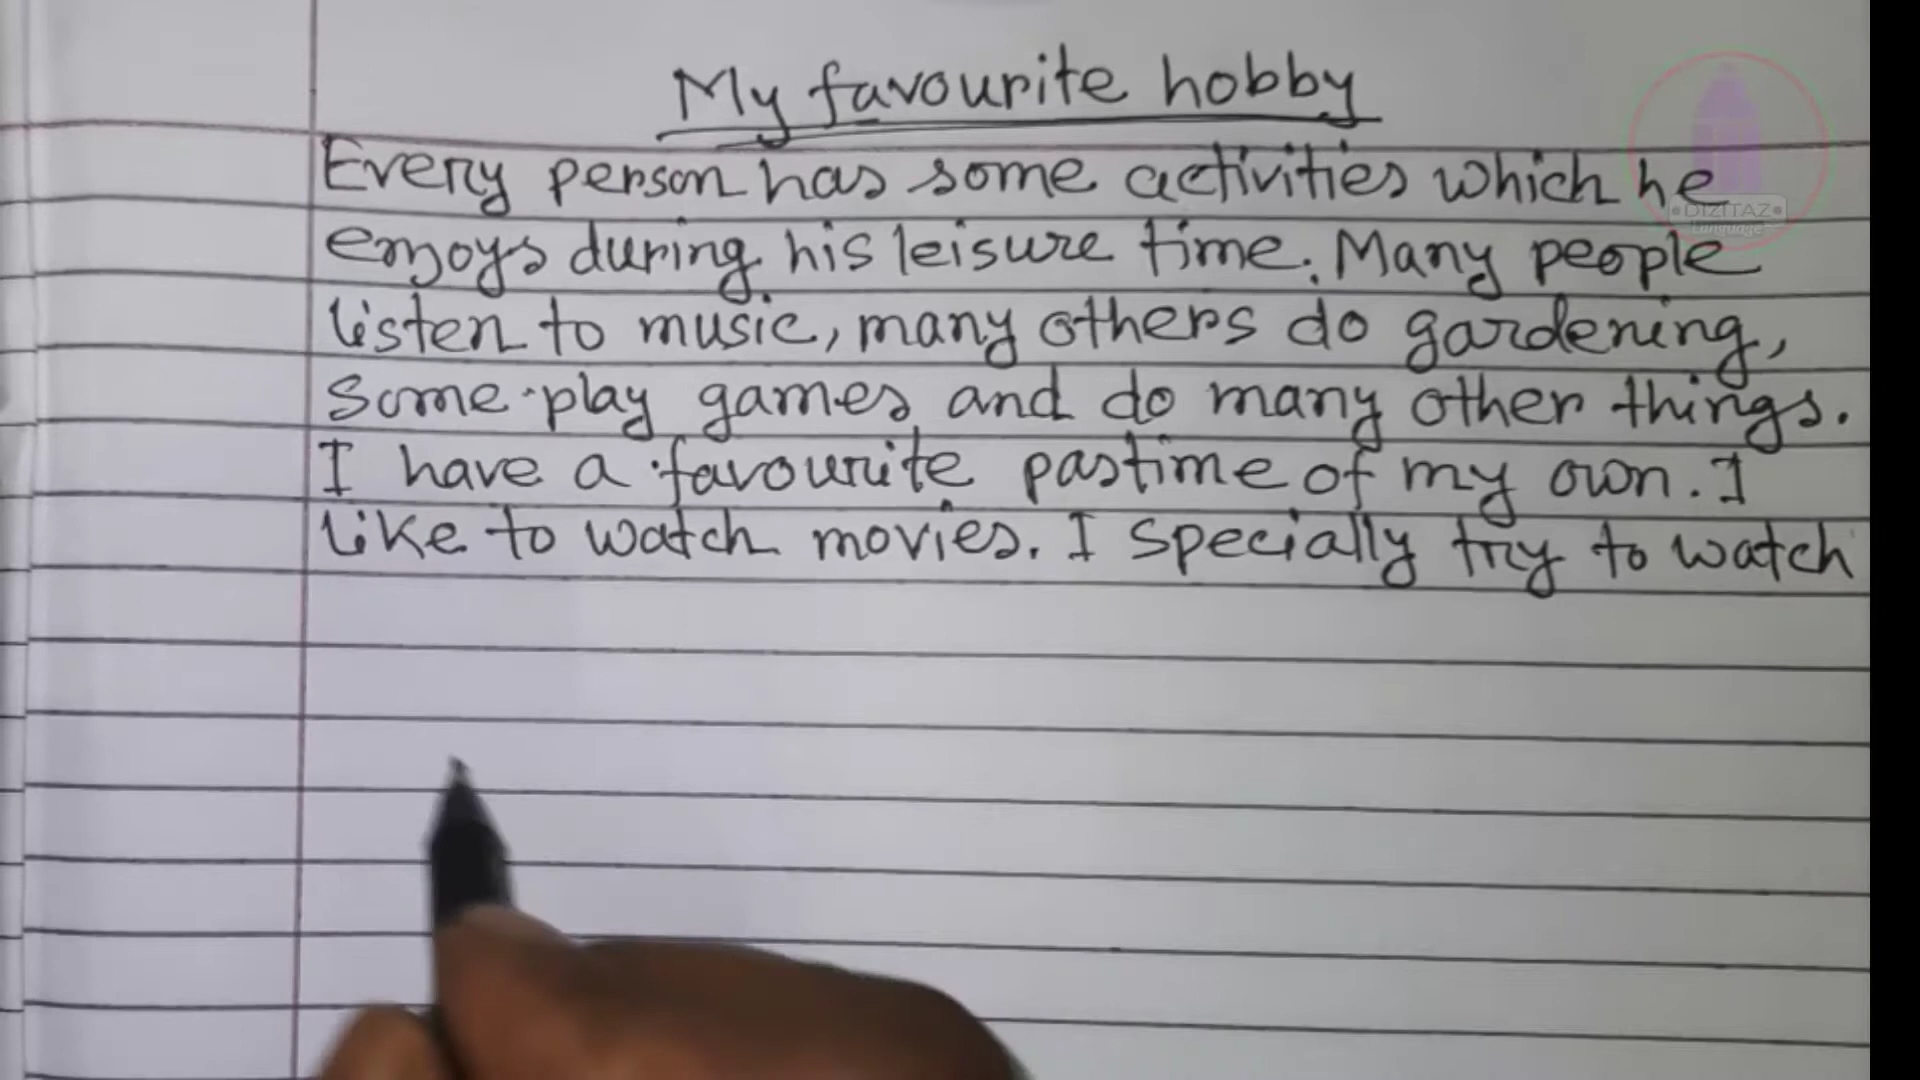 My favourite hobby
Every person has some activities which he
enjoys during his leisure time. Many people
listen to music, many others do gardening,
Some play games and do many other things.
I have a favourite pastime of my own. I
like to watch movies. I specially try to watch
DIZITAZ
Language